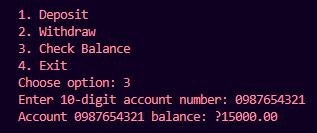 1. Deposit
2. Withdraw
3. Check Balance
4. Exit
Choose option: 3
Enter 10-digit account number: 0987654321
Account 0987654321 balance: ?15000.00